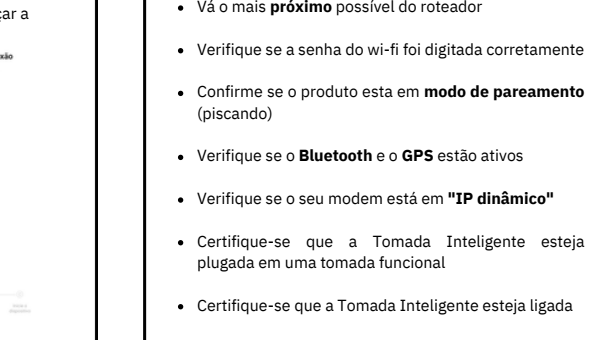 çar a
xão
• Vá o mais próximo possível do roteador
• Verifique se a senha do wi-fi foi digitada corretamente
• Confirme se o produto esta em modo de pareamento
(piscando)
• Verifique se o Bluetooth e o GPS estão ativos
• Verifique se o seu modem está em "IP dinâmico"
• Certifique-se que a Tomada Inteligente esteja
plugada em uma tomada funcional
• Certifique-se que a Tomada Inteligente esteja ligada